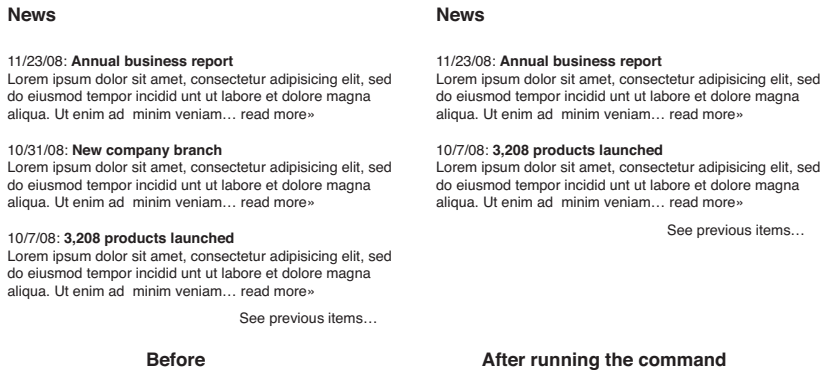 News
11/23/08: Annual business report
Lorem ipsum dolor sit amet, consectetur adipisicing elit, sed
do eiusmod tempor incidid unt ut labore et dolore magna
aliqua. Ut enim ad  minim veniam… read more»
10/31/08: New company branch
Lorem ipsum dolor sit amet, consectetur adipisicing elit, sed
do eiusmod tempor incidid unt ut labore et dolore magna
aliqua. Ut enim ad  minim veniam… read more»
10/7/08: 3,208 products launched
Lorem ipsum dolor sit amet, consectetur adipisicing elit, sed
do eiusmod tempor incidid unt ut labore et dolore magna
aliqua. Ut enim ad  minim veniam… read more»
See previous items…
Before
News
11/23/08: Annual business report
Lorem ipsum dolor sit amet, consectetur adipisicing elit, sed
do eiusmod tempor incidid unt ut labore et dolore magna
aliqua. Ut enim ad  minim veniam… read more»
10/7/08: 3,208 products launched
Lorem ipsum dolor sit amet, consectetur adipisicing elit, sed
do eiusmod tempor incidid unt ut labore et dolore magna
aliqua. Ut enim ad  minim veniam… read more»
See previous items…
After running the command